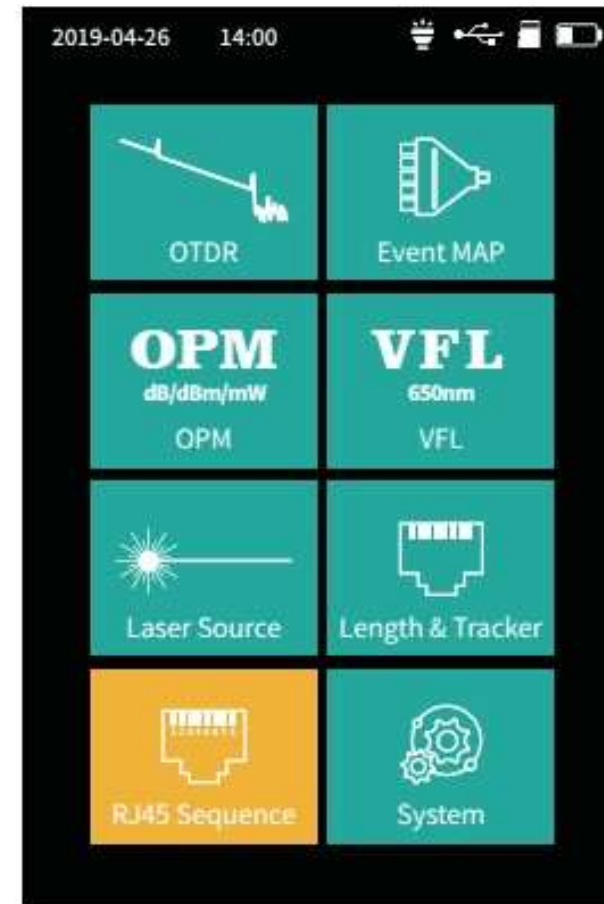 2019-04-26 14:00
OTDR
Event MAP
OPM
dB/dBm/mW
OPM
VFL
650nm
VFL
Laser Source
Length & Tracker
RJ45 Sequence
System